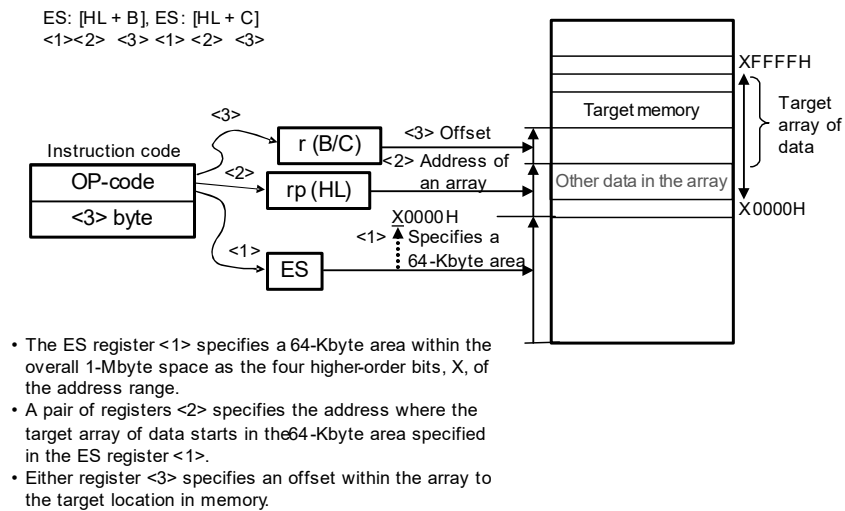 ES: [HL + B], ES: [HL + C]
<1><2> <3> <1> <2> <3>
XFFFFH
Target memory
Target
array of
data
<3>
r (B/C)
<3> Offset
Instruction code
OP-code
<3> byte
<2>
rp (HL)
<2> Address of
an array
Other data in the array
X0000H
X0000H
<1> Specifies a
64-Kbyte area
<1>
ES
• The ES register <1> specifies a 64-Kbyte area within the
overall 1-Mbyte space as the four higher-order bits, X, of
the address range.
• A pair of registers <2> specifies the address where the
target array of data starts in the64-Kbyte area specified
in the ES register <1>.
• Either register <3> specifies an offset within the array to
the target location in memory.